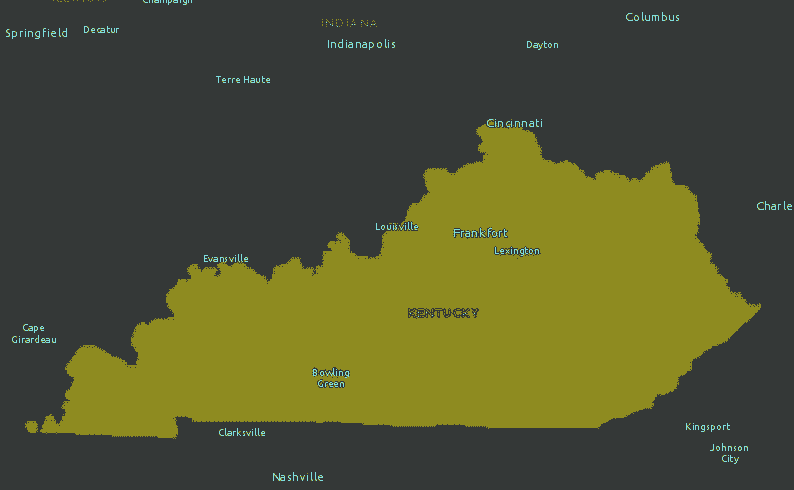 Champaign
INDIANA
Columbus
Springfield
Decatur
Indianapolis
Dayton
Terre Haute
Cincinnati
Charle
Louisville
Frankfort
Lexington
Evansville
KENTUCKY
Cape
Girardeau
Bowling
Green
Clarksville
Kingsport
Johnson
City
Nashville